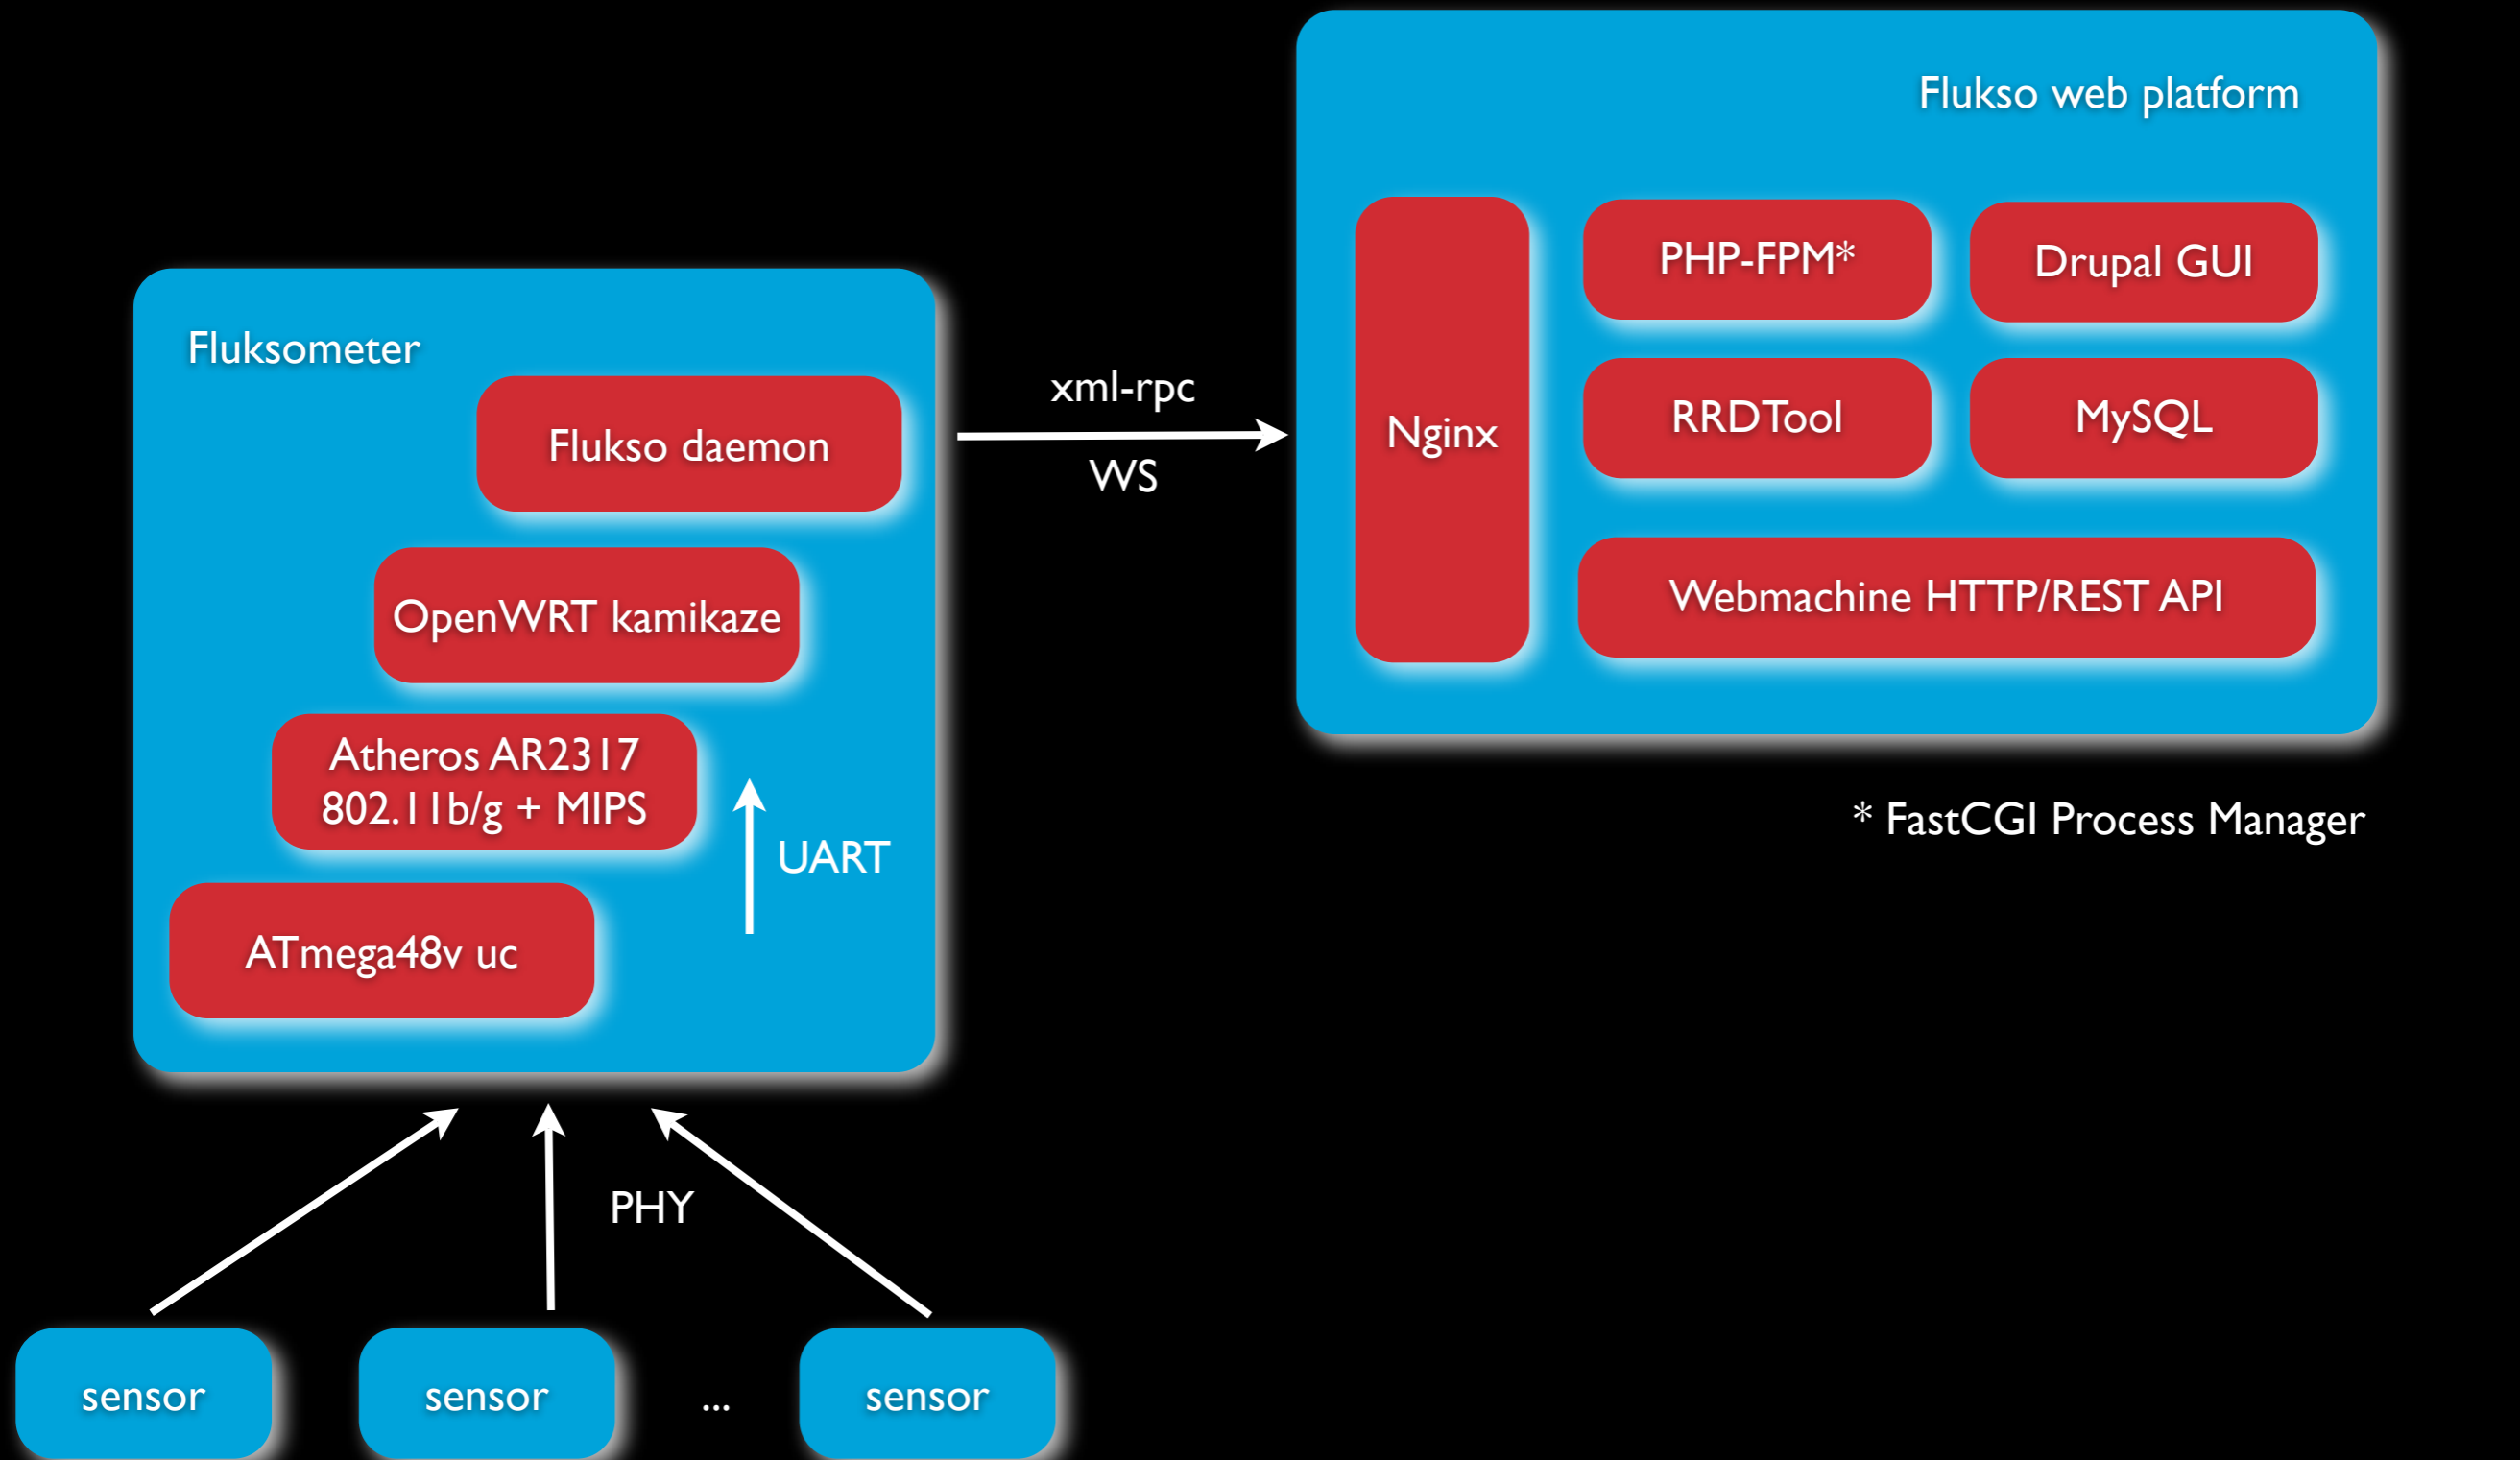 Flukso web platform
PHP-FPM*
Drupal GUI
Nginx
RRDTool
MySQL
Webmachine HTTP/REST API
* FastCGI Process Manager
xml-rpc
WS
Fluksometer
Flukso daemon
OpenWRT kamikaze
Atheros AR2317
802.11b/g + MIPS
UART
ATmega48v uc
PHY
sensor
sensor
...
sensor